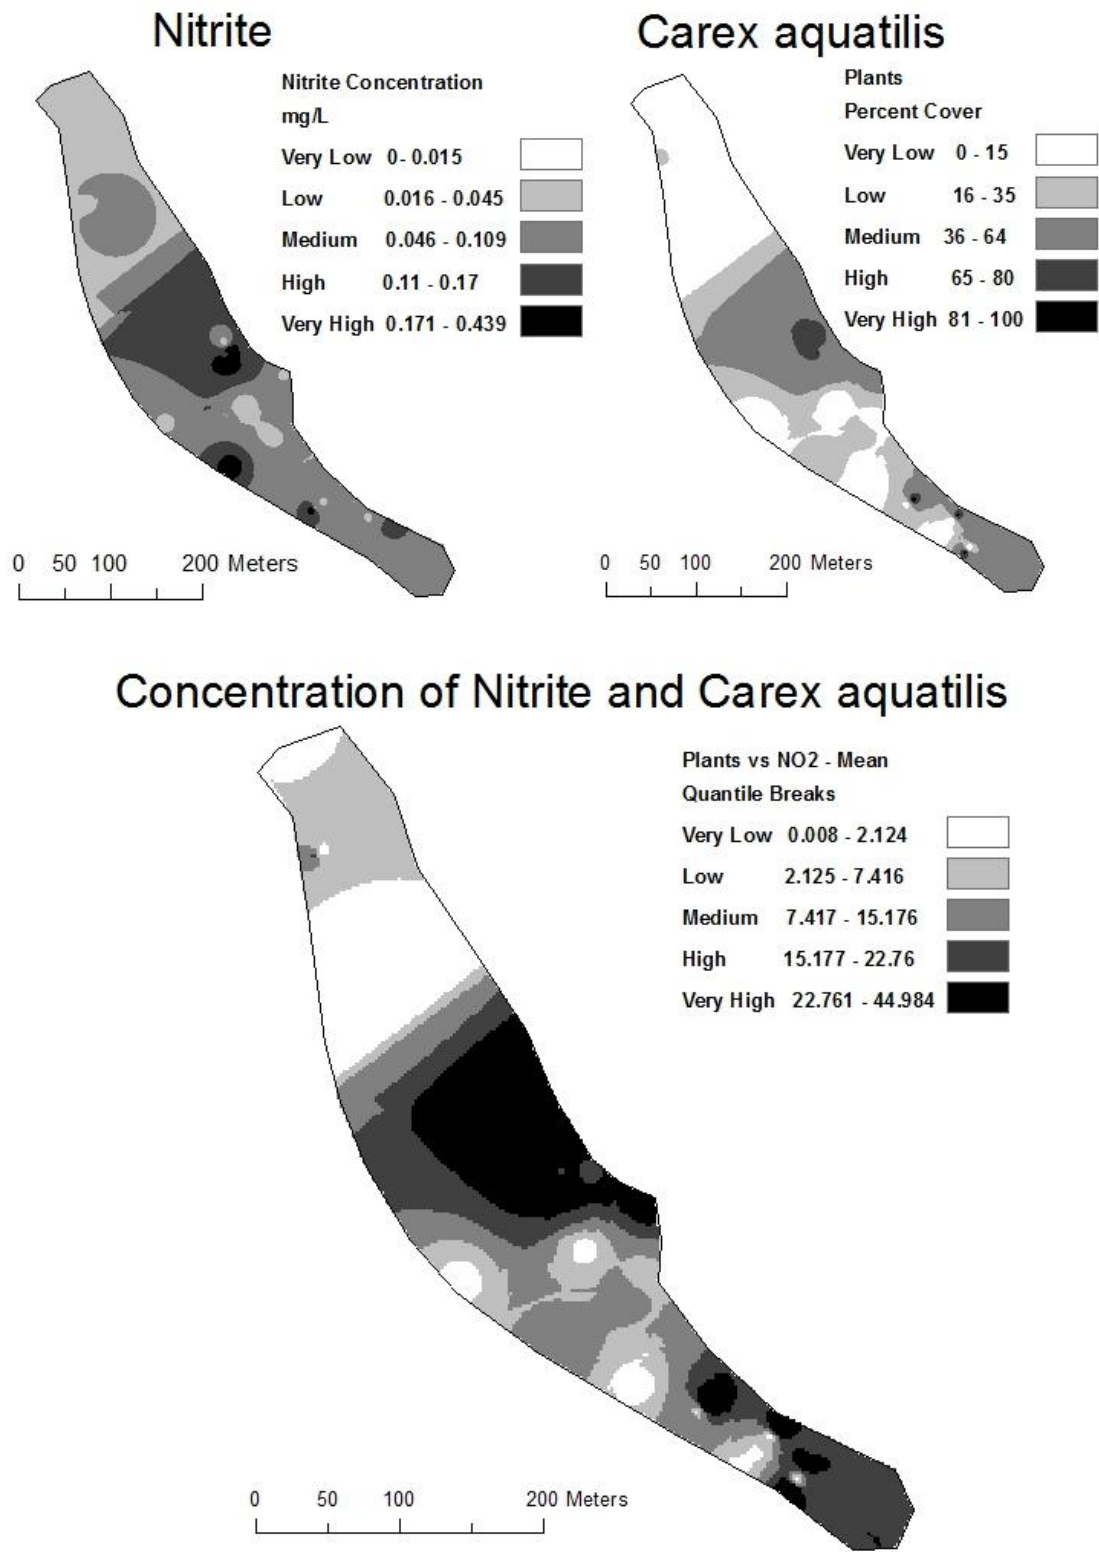 Nitrite
Nitrite Concentration
mg/L
Very Low 0- 0.015
Low 0.016 - 0.045
Medium 0.046 - 0.109
High 0.11 - 0.17
Very High 0.171 - 0.439
0 50 100 200 Meters
Carex aquatilis
Plants
Percent Cover
Very Low 0 - 15
Low 16 - 35
Medium 36 - 64
High 65 - 80
Very High 81 - 100
0 50 100 200 Meters
Concentration of Nitrite and Carex aquatilis
Plants vs NO2 - Mean
Quantile Breaks
Very Low 0.008 - 2.124
Low 2.125 - 7.416
Medium 7.417 - 15.176
High 15.177 - 22.76
Very High 22.761 - 44.984
0 50 100 200 Meters